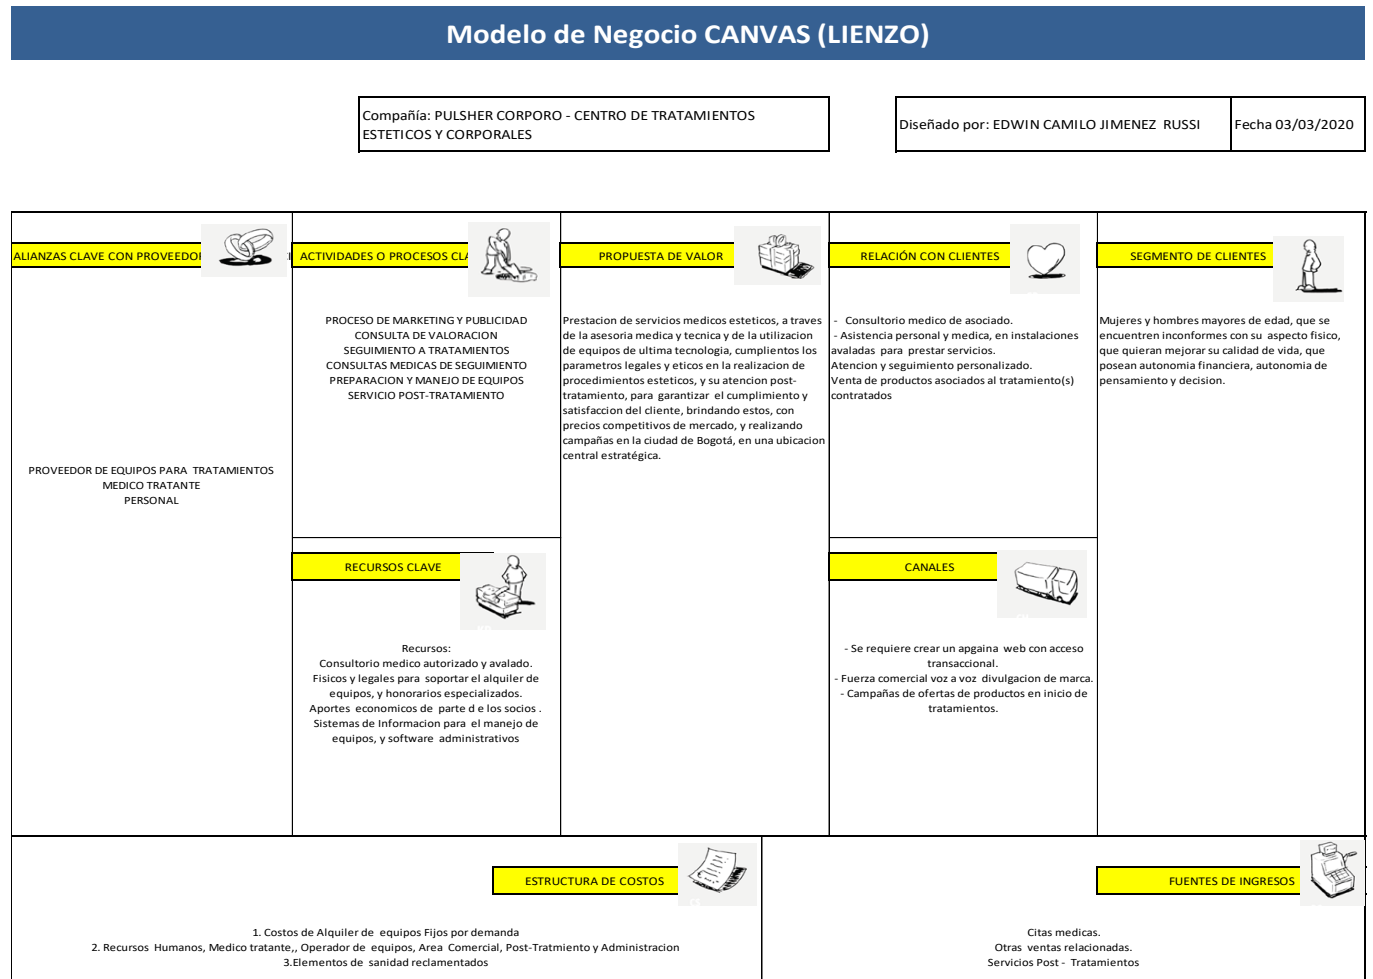 Modelo de Negocio CANVAS (LIENZO)
Compañía: PULSHER CORPORO - CENTRO DE TRATAMIENTOS
ESTETICOS Y CORPORALES
Diseñado por: EDWIN CAMILO JIMENEZ RUSSI
Fecha 03/03/2020
ALIANZAS CLAVE CON
PROVEEDOR DE EQUIPOS PARA TRATAMIENTOS
MEDICO TRATANTE
PERSONAL
ACTIVIDADES O PROCESOS
PROCESO DE MARKETING Y PUBLICIDAD
CONSULTA DE VALORACION
SEGUIMIENTO A TRATAMIENTOS
CONSULTAS MEDICAS DE SEGUIMIENTO
PREPARACION Y MANEJO DE EQUIPOS
SERVICIO POST-TRATAMIENTO
RECURSOS CLAVE
Recursos:
Consultorio medico autorizado y avalado.
Fisicos y legales para soportar el alquiler de
equipos, y honorarios especializados.
Aportes economicos de parte d e los socios .
Sistemas de Informacion para el manejo de
equipos, y software administrativos
PROPUESTA DE VALOR
Prestacion de servicios medicos esteticos, a traves
de la asesoria medica y tecnica y de la utilizacion
de equipos de ultima tecnologia, cumplientos los
parametros legales y eticos en la realizacion de
procedimientos esteticos, y su atencion post-
tratamiento, para garantizar el cumplimiento y
satisfaccion del cliente, brindando estos, con
precios competitivos de mercado, y realizando
campañas en la ciudad de Bogotá, en una ubicacion
central estratégica.
RELACIÓN CON CLIENTES
- Consultorio medico de asociado.
- Asistencia personal y medica, en instalaciones
avaladas para prestar servicios.
Atencion y seguimiento personalizado.
Venta de productos asociados al tratamiento(s)
contratados
CANALES
- Se requiere crear un apgaina web con acceso
transaccional.
- Fuerza comercial voz a voz divulgacion de marca.
- Campañas de ofertas de productos en inicio de
tratamientos.
SEGMENTO DE CLIENTES
Mujeres y hombres mayores de edad, que se
encuentren inconformes con su aspecto fisico,
que quieran mejorar su calidad de vida, que
posean autonomia financiera, autonomia de
pensamiento y decision.
ESTRUCTURA DE COSTOS
1. Costos de Alquiler de equipos Fijos por demanda
2. Recursos Humanos, Medico tratante,, Operador de equipos, Area Comercial, Post-Tratmiento y Administracion
3.Elementos de sanidad reclamentados
FUENTES DE INGRESOS
Citas medicas.
Otras ventas relacionadas.
Servicios Post - Tratamientos